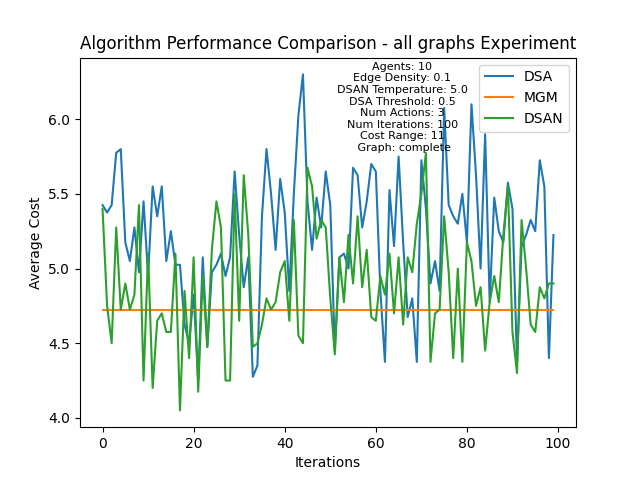 Algorithm Performance Comparison - all graphs Experiment
Agents: 10
Edge Density: 0.1
DSAN Temperature: 5.0
DSA Threshold: 0.5
Num Actions: 3
Num Iterations: 100
Cost Range: 11
Graph: complete
DSA
MGM
DSAN
Average Cost
6.0
5.5
5.0
4.5
4.0
0 20 40 60 80 100
Iterations